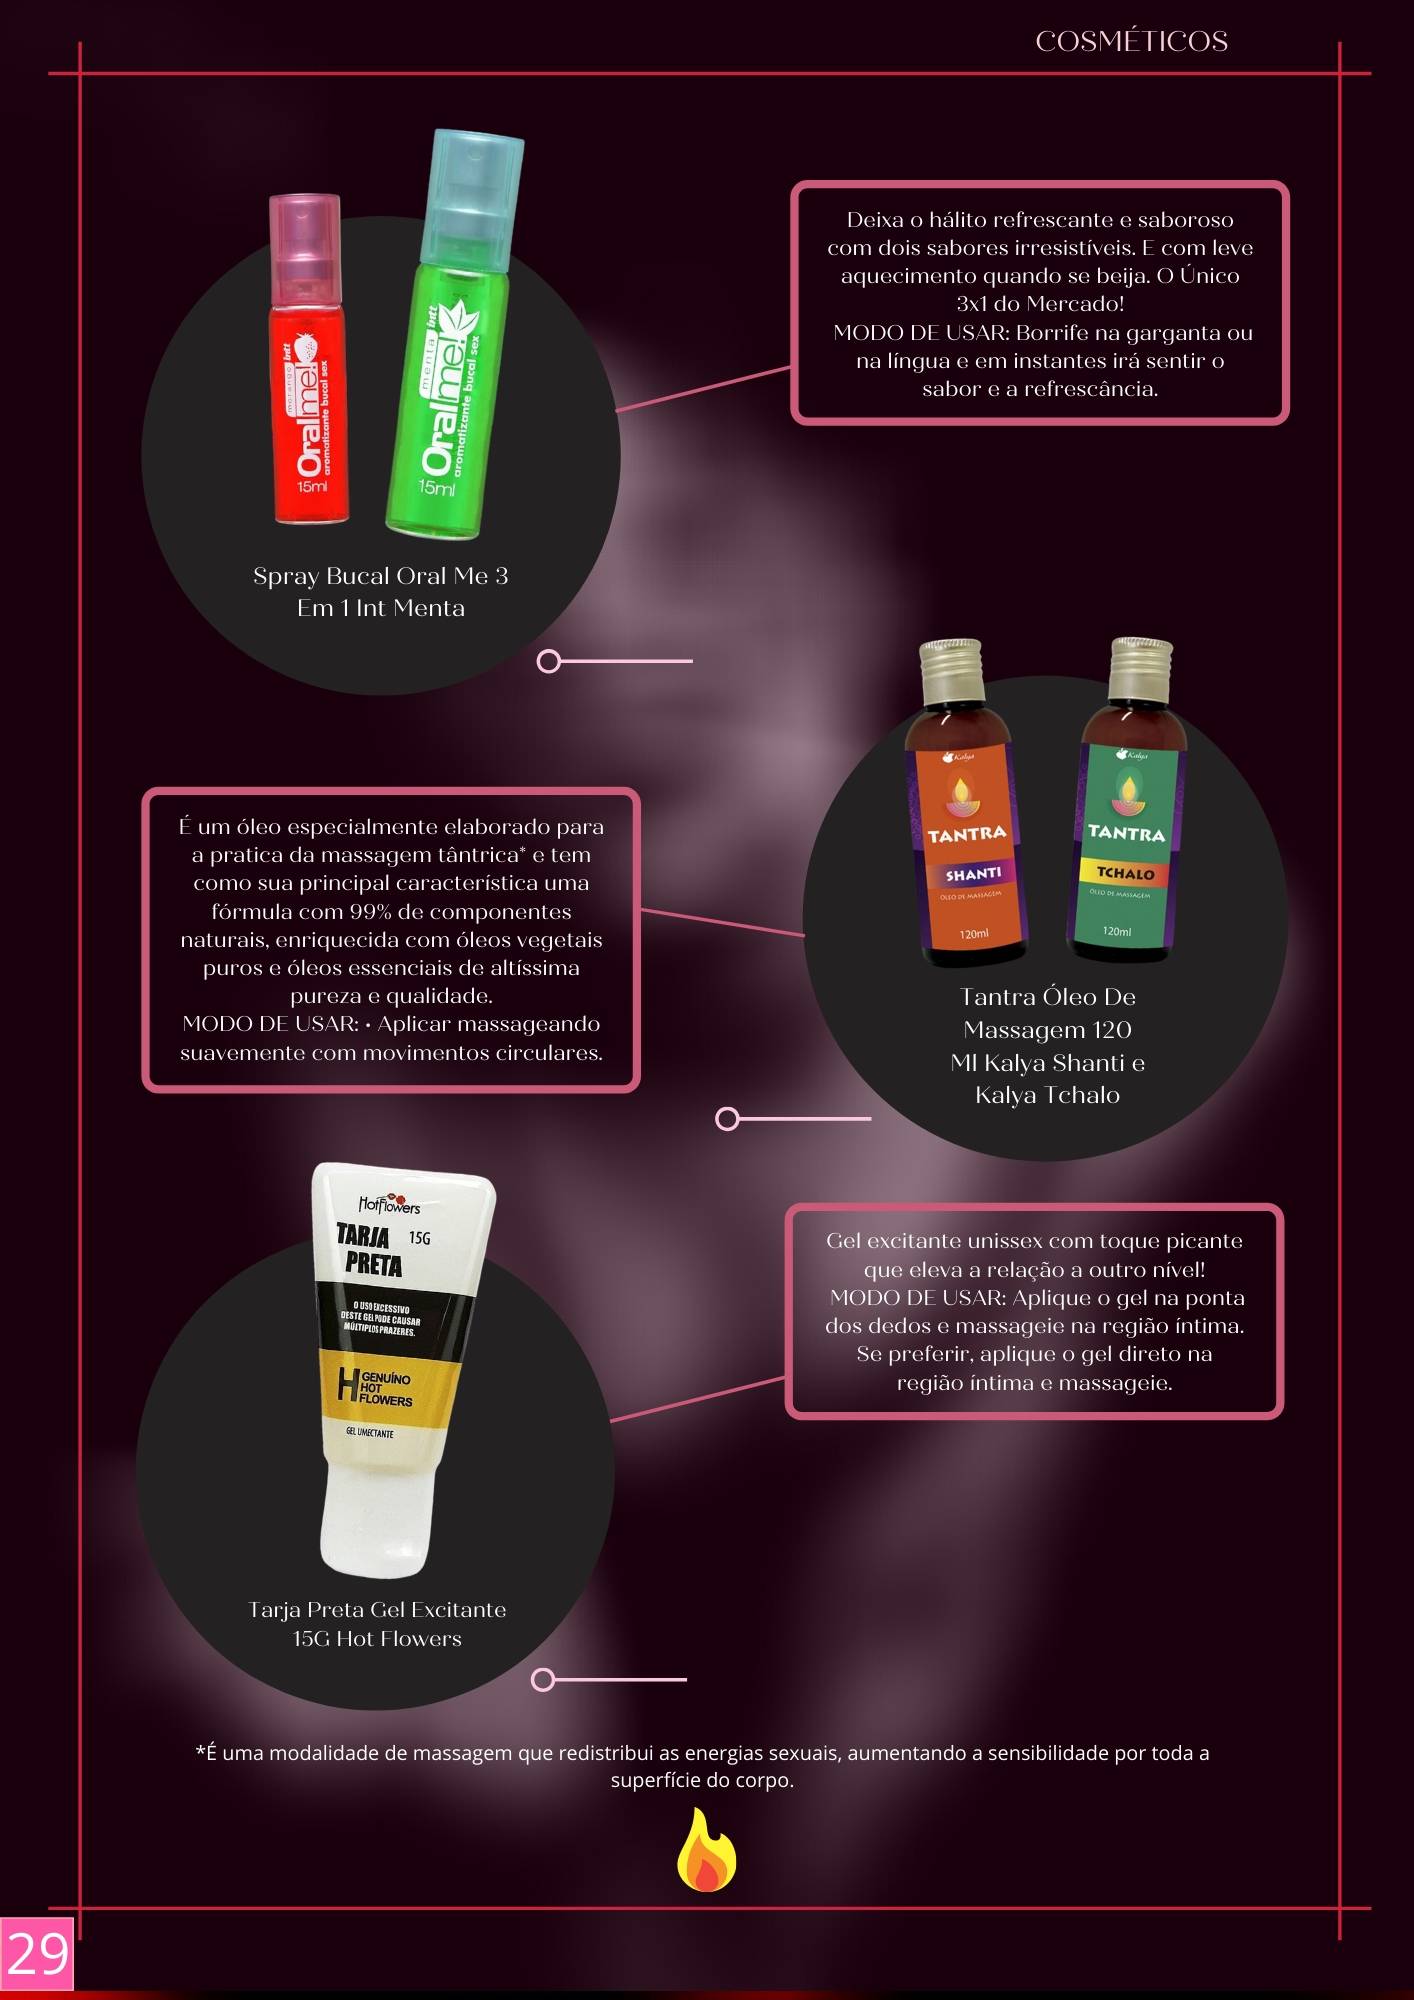 COSMÉTICOS
Deixa o hálito refrescante e saboroso
com dois sabores irresistíveis. E com leve
aquecimento quando se beija. O Único
3x1 do Mercado!
MODO DE USAR: Borrife na garganta ou
na língua e em instantes irá sentir o
sabor e a refrescância.
morango intt
Oral me!
aromatizante bucal sex
15ml
menta intt
Oral me!
aromatizante bucal sex
15ml
Spray Bucal Oral Me 3
Em 1 Int Menta
Kalya
TANTRA
SHANTI
ÓLEO DE MASSAGEM
120ml
Kalya
TANTRA
TCHALO
ÓLEO DE MASSAGEM
120ml
Tantra Óleo De
Massagem 120
Ml Kalya Shanti e
Kalya Tchalo
É um óleo especialmente elaborado para
a pratica da massagem tântrica* e tem
como sua principal característica uma
fórmula com 99% de componentes
naturais, enriquecida com óleos vegetais
puros e óleos essenciais de altíssima
pureza e qualidade.
MODO DE USAR: • Aplicar massageando
suavemente com movimentos circulares.
HotFlowers
TARJA 15G
PRETA
O USO EXCESSIVO
DESTE GEL PODE CAUSAR
MÚLTIPLOS PRAZERES.
H GENUÍNO
HOT
FLOWERS
GEL UMECTANTE
Tarja Preta Gel Excitante
15G Hot Flowers
Gel excitante unissex com toque picante
que eleva a relação a outro nível!
MODO DE USAR: Aplique o gel na ponta
dos dedos e massageie na região íntima.
Se preferir, aplique o gel direto na
região íntima e massageie.
*É uma modalidade de massagem que redistribui as energias sexuais, aumentando a sensibilidade por toda a
superfície do corpo.
29